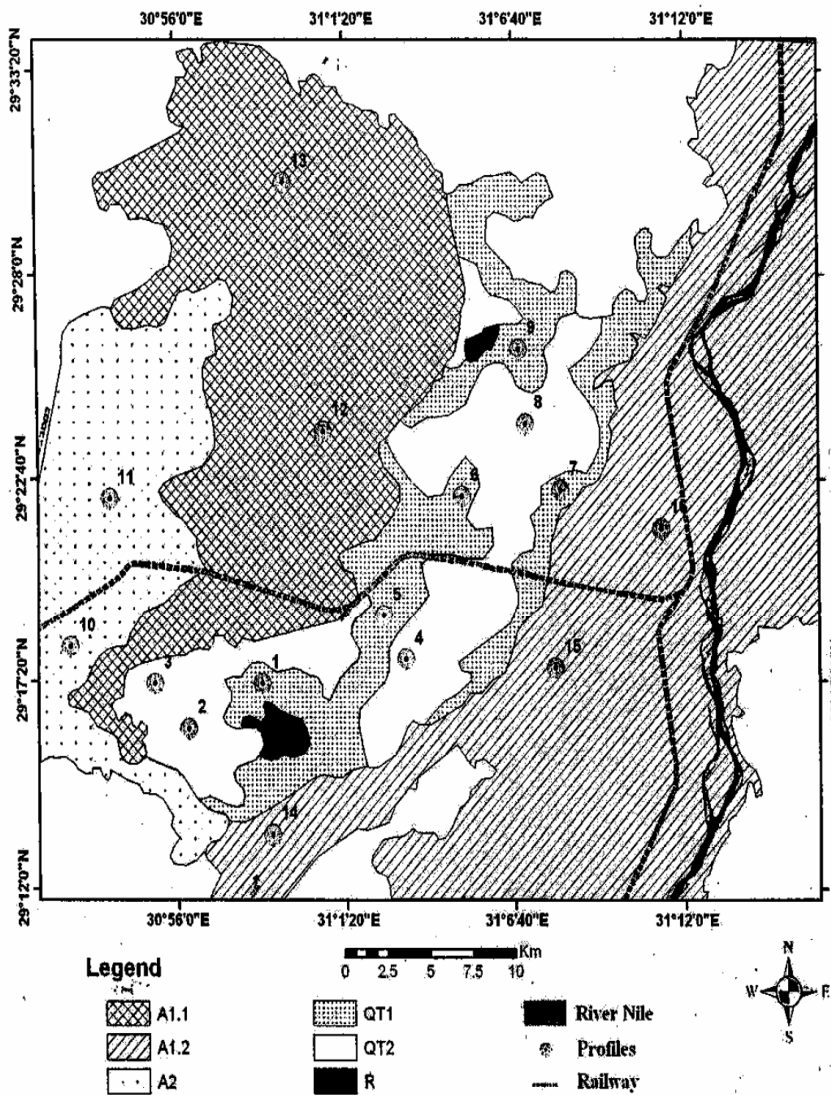 30°56'0"E 31°1'20"E 31°6'40"E 31°12'0"E
29°33'20"N
29°28'0"N
29°22'40"N
29°17'20"N
29°12'0"N
13
9
8
12
11
6
7
16
5
10
4
15
3
1
2
14
30°56'0"E 31°1'20"E 31°6'40"E 31°12'0"E
Km
0 2.5 5 7.5 10
Legend
A1.1 QT1 River Nile
A1.2 QT2 Profiles
A2 R Railway
N
W E
S